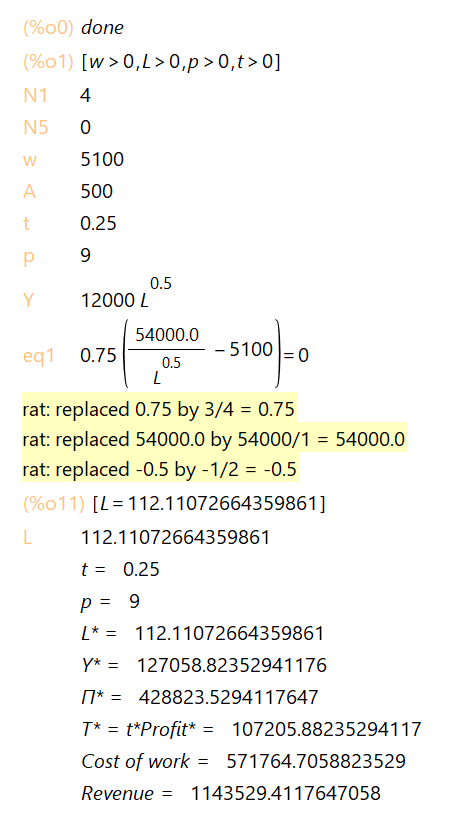 (%o0) done
(%o1) [w>0,L>0,p>0,t>0]
N1 4
N5 0
w 5100
A 500
t 0.25
p 9
Y 12000 L^0.5
eq1 0.75 (54000.0 / L^0.5 − 5100) = 0
rat: replaced 0.75 by 3/4 = 0.75
rat: replaced 54000.0 by 54000/1 = 54000.0
rat: replaced -0.5 by -1/2 = -0.5
(%o11) [L=112.11072664359861]
L 112.11072664359861
t = 0.25
p = 9
L* = 112.11072664359861
Y* = 127058.82352941176
Π* = 428823.5294117647
T* = t*Profit* = 107205.88235294117
Cost of work = 571764.7058823529
Revenue = 1143529.4117647058